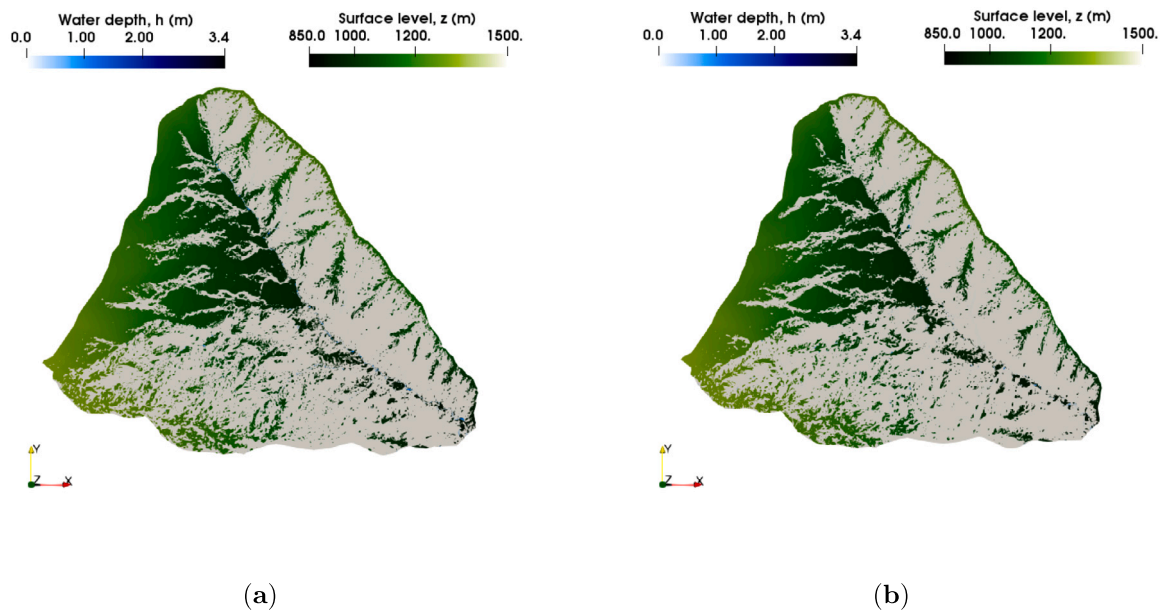 Water depth, h (m)
0.0 1.00 2.00 3.4
Surface level, z (m)
850.0 1000. 1200. 1500.
Water depth, h (m)
0.0 1.00 2.00 3.4
Surface level, z (m)
850.0 1000. 1200. 1500.
Y
Z X
Y
Z X
(a)
(b)